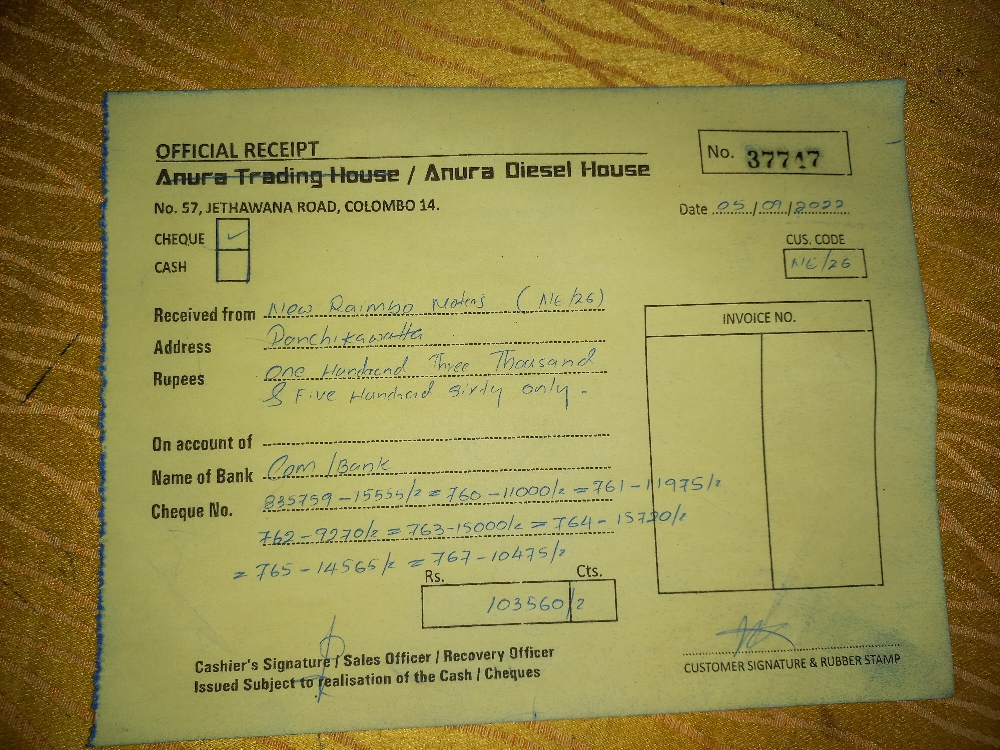 OFFICIAL RECEIPT
No. 37747
Anura Trading House / Anura Diesel House
No. 57, JETHAWANA ROAD, COLOMBO 14.
Date 05/09/2022
CHEQUE ✓
CUS. CODE
CASH
NE/26
Received from New Raimbo Motors (NE/26)
INVOICE NO.
Address Panchikawatta
Rupees One Hundred Three Thousand
& Five Hundred Sixty only.
On account of
Name of Bank Com/Bank
Cheque No. 835759-15555/= 760-11000/= 761-11975/=
762-9270/= 763-15000/= 764-15720/=
= 765-14565/= 767-10475/=
Rs. Cts.
103560/=
Cashier's Signature / Sales Officer / Recovery Officer
Issued Subject to realisation of the Cash / Cheques
CUSTOMER SIGNATURE & RUBBER STAMP